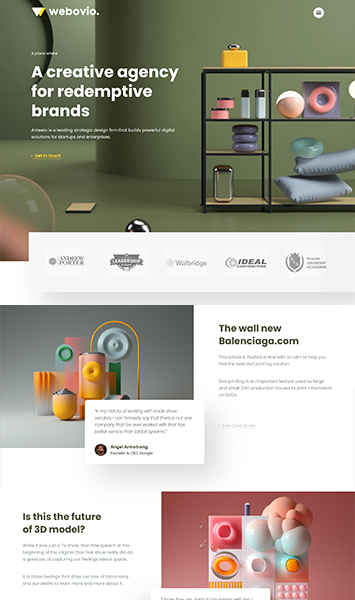 webovio.
A place where
A creative agency
for redemptive
brands
is a leading strategic design firm that builds powerful digital
solutions for startups and enterprises.
Get in touch
ANDREW
PORTER
LEADERSHIP
Walbridge
IDEAL
CONTRACTING
PHALEN
LEADERSHIP
ACADEMIES
The wall new
Balenciaga.com
This article is floated online with an aim to help you
find the best dvd printing solution.
Dvd printing is an important feature used by large
and small DVD production houses to print information
on DVDs.
See Case Study
"In my history of working with trade show
vendors, I can honestly say that there is not one
company that I've ever worked with that has
better service than Exhibit Systems."
Angel Armstrong
Founder & CEO, Google
Is this the future
of 3D model?
While it was just a TV show, that little speech at the
beginning of the original Star Trek show really did do
a good job of capturing our feelings about space.
It is those feelings that drive our love of astronomy
and our desire to learn more and more about it.